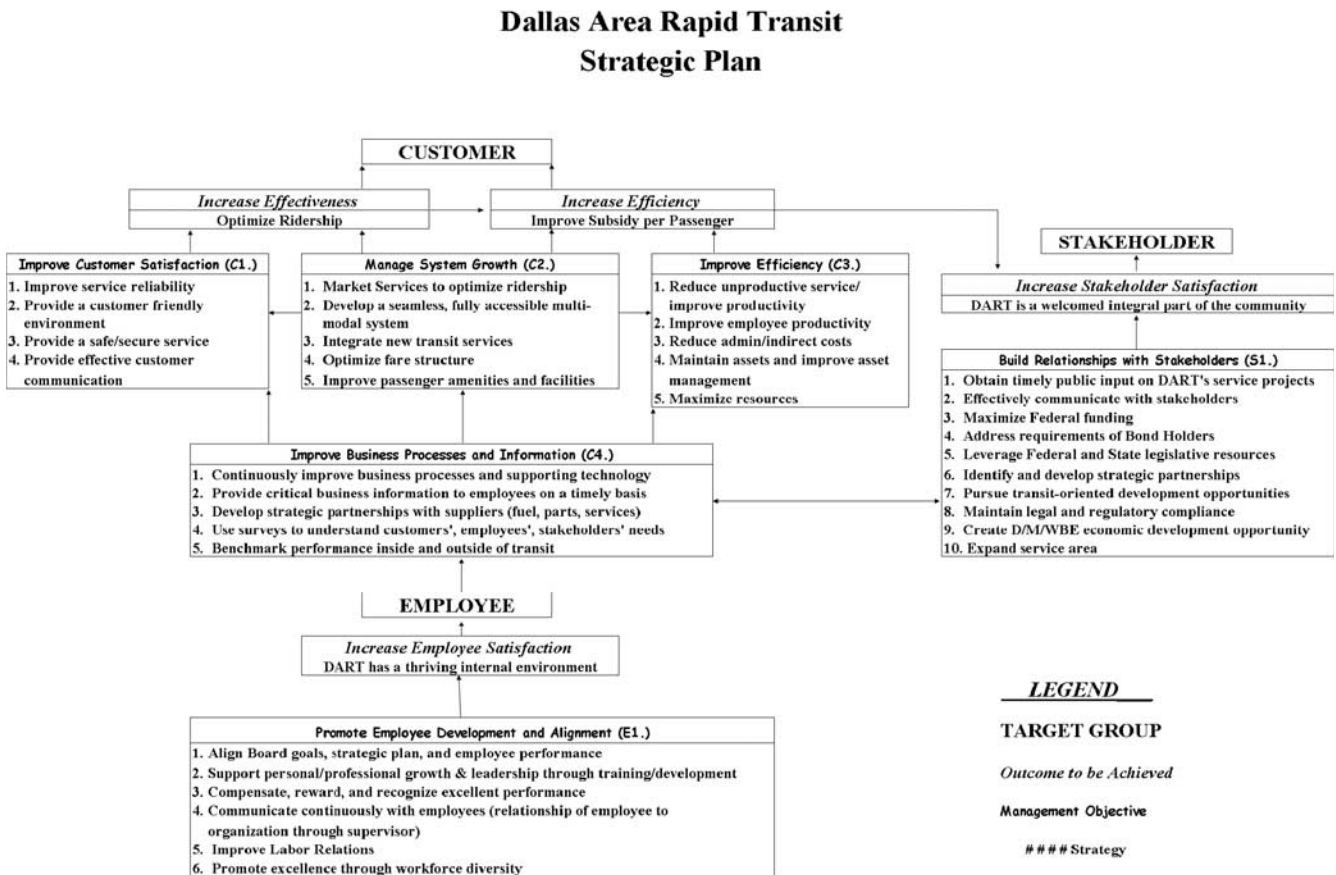 Dallas Area Rapid Transit
Strategic Plan
CUSTOMER
Increase Effectiveness
Optimize Ridership
Increase Efficiency
Improve Subsidy per Passenger
STAKEHOLDER
Increase Stakeholder Satisfaction
DART is a welcomed integral part of the community
Improve Customer Satisfaction (C1.)
1. Improve service reliability
2. Provide a customer friendly
environment
3. Provide a safe/secure service
4. Provide effective customer
communication
Manage System Growth (C2.)
1. Market Services to optimize ridership
2. Develop a seamless, fully accessible multi-
modal system
3. Integrate new transit services
4. Optimize fare structure
5. Improve passenger amenities and facilities
Improve Efficiency (C3.)
1. Reduce unproductive service/
improve productivity
2. Improve employee productivity
3. Reduce admin/indirect costs
4. Maintain assets and improve asset
management
5. Maximize resources
Build Relationships with Stakeholders (S1.)
1. Obtain timely public input on DART's service projects
2. Effectively communicate with stakeholders
3. Maximize Federal funding
4. Address requirements of Bond Holders
5. Leverage Federal and State legislative resources
6. Identify and develop strategic partnerships
7. Pursue transit-oriented development opportunities
8. Maintain legal and regulatory compliance
9. Create D/M/WBE economic development opportunity
10. Expand service area
Improve Business Processes and Information (C4.)
1. Continuously improve business processes and supporting technology
2. Provide critical business information to employees on a timely basis
3. Develop strategic partnerships with suppliers (fuel, parts, services)
4. Use surveys to understand customers', employees', stakeholders' needs
5. Benchmark performance inside and outside of transit
EMPLOYEE
Increase Employee Satisfaction
DART has a thriving internal environment
Promote Employee Development and Alignment (E1.)
1. Align Board goals, strategic plan, and employee performance
2. Support personal/professional growth & leadership through training/development
3. Compensate, reward, and recognize excellent performance
4. Communicate continuously with employees (relationship of employee to
organization through supervisor)
5. Improve Labor Relations
6. Promote excellence through workforce diversity
LEGEND
TARGET GROUP
Outcome to be Achieved
Management Objective
#### Strategy